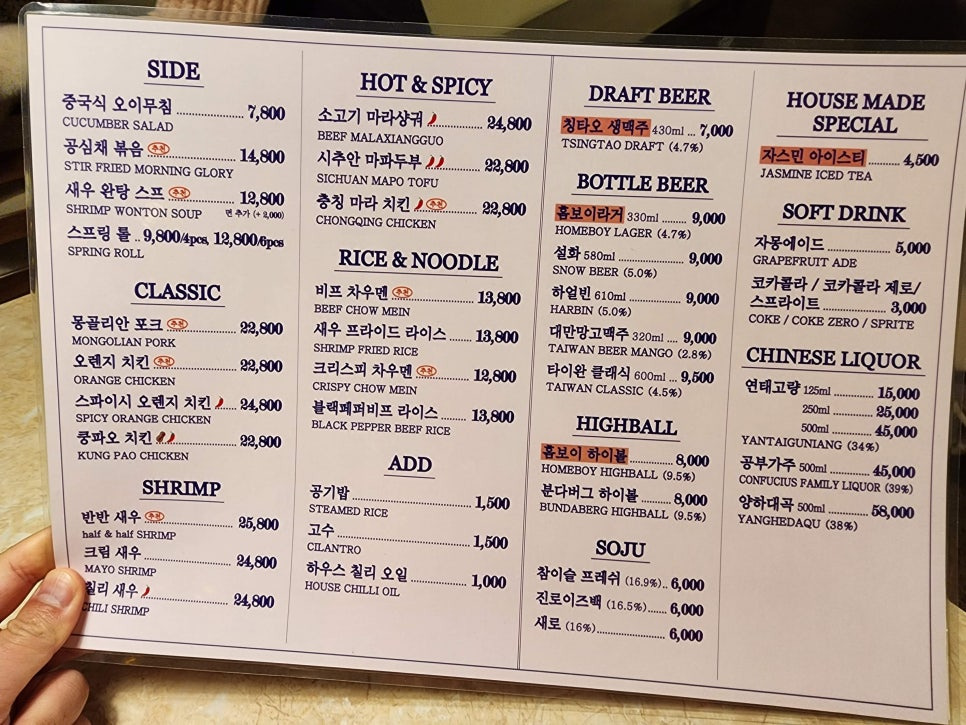 SIDE
중국식 오이무침 7,800
CUCUMBER SALAD
공심채 볶음 추천 14,800
STIR FRIED MORNING GLORY
새우 완탕 스프 추천 12,800
SHRIMP WONTON SOUP 면 추가 (+ 2,000)
스프링 롤 .. 9,800/4pcs, 12,800/6pcs
SPRING ROLL
CLASSIC
몽골리안 포크 추천 22,800
MONGOLIAN PORK
오렌지 치킨 추천 22,800
ORANGE CHICKEN
스파이시 오렌지 치킨 24,800
SPICY ORANGE CHICKEN
쿵파오 치킨 22,800
KUNG PAO CHICKEN
SHRIMP
반반 새우 추천 25,800
half & half SHRIMP
크림 새우 24,800
MAYO SHRIMP
칠리 새우 24,800
CHILI SHRIMP
HOT & SPICY
소고기 마라샹궈 24,800
BEEF MALAXIANGGUO
시추안 마파두부 22,800
SICHUAN MAPO TOFU
충칭 마라 치킨 추천 22,800
CHONGQING CHICKEN
RICE & NOODLE
비프 차우멘 추천 13,800
BEEF CHOW MEIN
새우 프라이드 라이스 13,800
SHRIMP FRIED RICE
크리스피 차우멘 추천 12,800
CRISPY CHOW MEIN
블랙페퍼비프 라이스 13,800
BLACK PEPPER BEEF RICE
ADD
공기밥 1,500
STEAMED RICE
고수 1,500
CILANTRO
하우스 칠리 오일 1,000
HOUSE CHILLI OIL
DRAFT BEER
칭타오 생맥주 430ml ... 7,000
TSINGTAO DRAFT (4.7%)
BOTTLE BEER
홈보이라거 330ml 9,000
HOMEBOY LAGER (4.7%)
설화 580ml 9,000
SNOW BEER (5.0%)
하얼빈 610ml 9,000
HARBIN (5.0%)
대만망고맥주 320ml ... 9,000
TAIWAN BEER MANGO (2.8%)
타이완 클래식 600ml ... 9,500
TAIWAN CLASSIC (4.5%)
HIGHBALL
홈보이 하이볼 8,000
HOMEBOY HIGHBALL (9.5%)
분다버그 하이볼 8,000
BUNDABERG HIGHBALL (9.5%)
SOJU
참이슬 프레쉬 (16.9%).. 6,000
진로이즈백 (16.5%) 6,000
새로 (16%) 6,000
HOUSE MADE
SPECIAL
자스민 아이스티 4,500
JASMINE ICED TEA
SOFT DRINK
자몽에이드 5,000
GRAPEFRUIT ADE
코카콜라 / 코카콜라 제로/
스프라이트 3,000
COKE / COKE ZERO / SPRITE
CHINESE LIQUOR
연태고량 125ml 15,000
250ml 25,000
500ml 45,000
YANTAIGUNIANG (34%)
공부가주 500ml 45,000
CONFUCIUS FAMILY LIQUOR (39%)
양하대곡 500ml 58,000
YANGHEDAQU (38%)